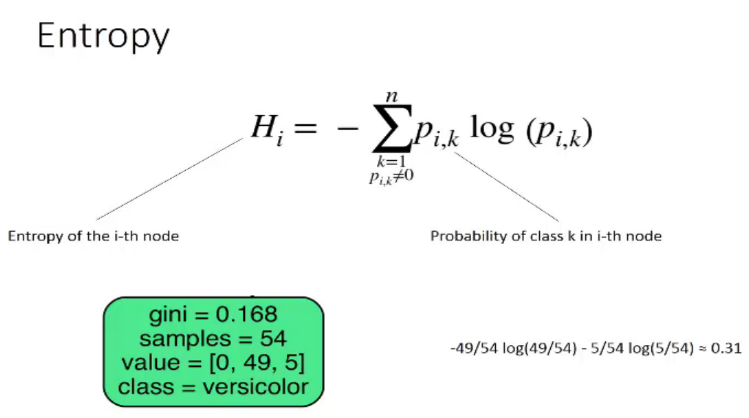 Entropy
H_i = - \sum_{k=1, p_{i,k}≠0}^{n} p_{i,k} log (p_{i,k})
Entropy of the i-th node
Probability of class k in i-th node
gini = 0.168
samples = 54
value = [0, 49, 5]
class = versicolor
-49/54 log(49/54) - 5/54 log(5/54) ≈ 0.31